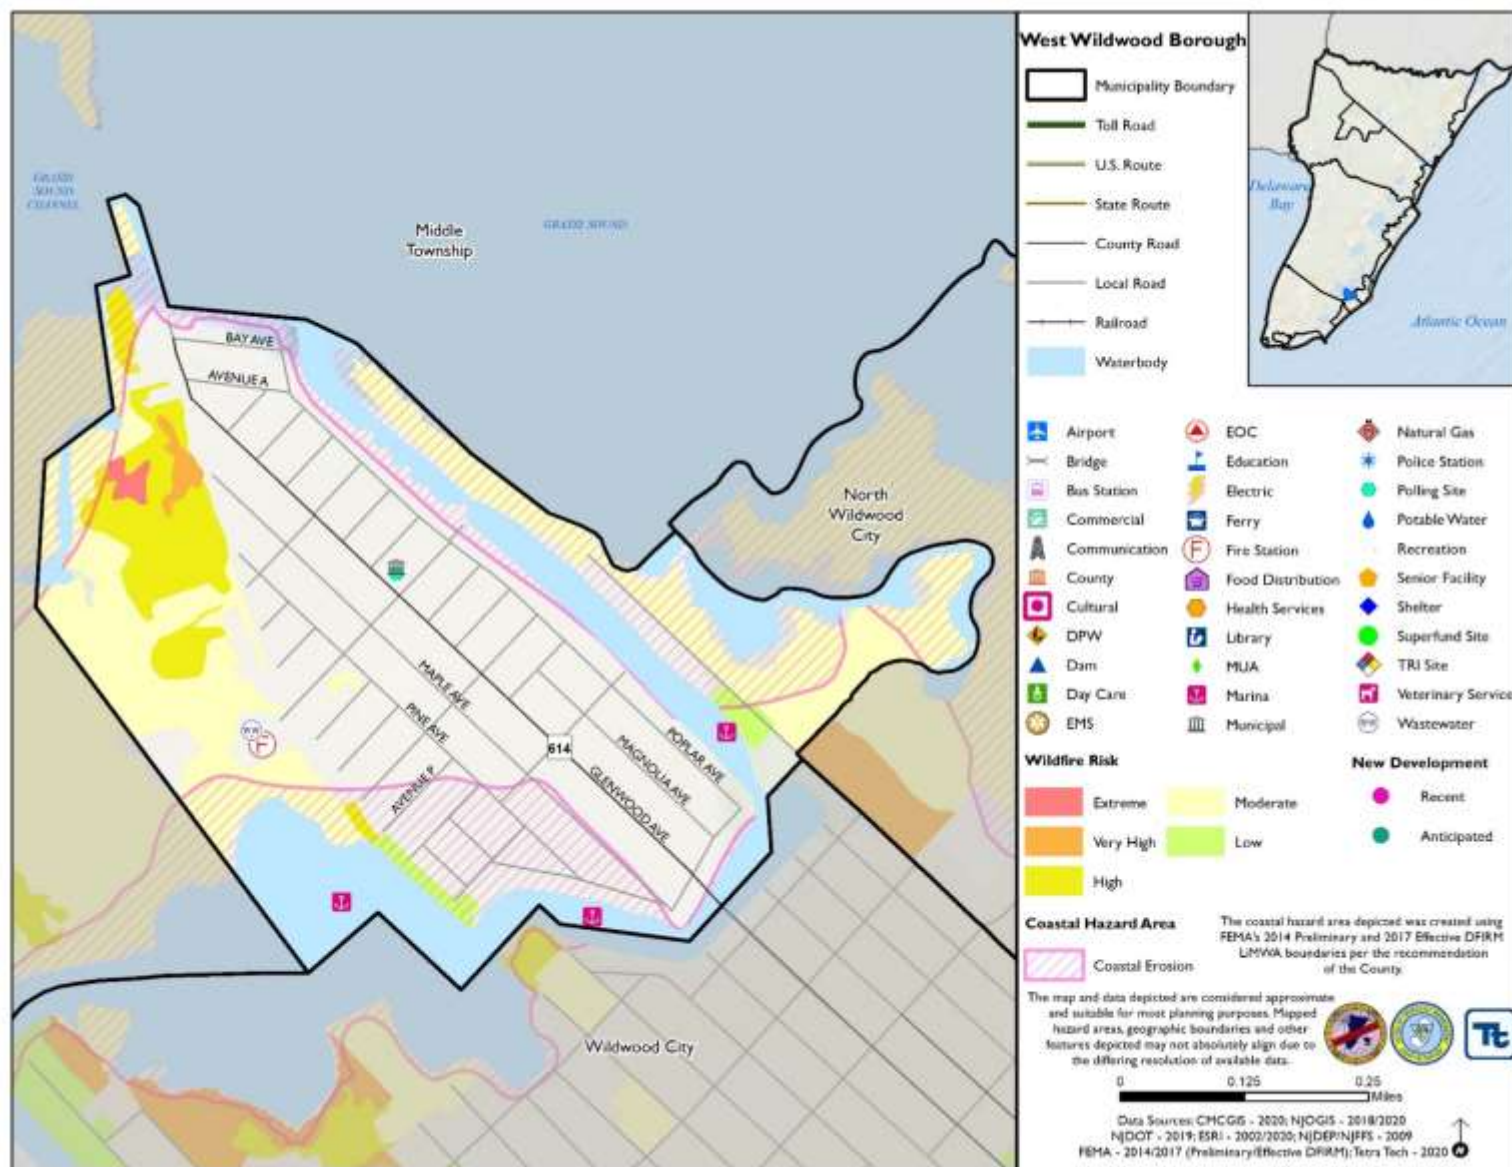 GRASSY
SOUND
CHANNEL
Middle
Township
GRASSY SOUND
BAY AVE
AVENUE A
North
Wildwood
City
MAPLE AVE
PINE AVE
AVENUE P
614
POPLAR AVE
MAGNOLIA AVE
GLENWOOD AVE
Wildwood City
West Wildwood Borough
Municipality Boundary
Toll Road
U.S. Route
State Route
County Road
Local Road
Railroad
Waterbody
Delaware
Bay
Atlantic Ocean
Airport
Bridge
Bus Station
Commercial
Communication
County
Cultural
DPW
Dam
Day Care
EMS
EOC
Education
Electric
Ferry
F Fire Station
Food Distribution
Health Services
Library
MUA
Marina
Municipal
Natural Gas
Police Station
Polling Site
Potable Water
Recreation
Senior Facility
Shelter
Superfund Site
TRI Site
Veterinary Service
Wastewater
F
Wildfire Risk
Extreme
Very High
High
Moderate
Low
New Development
Recent
Anticipated
Coastal Hazard Area
Coastal Erosion
The coastal hazard area depicted was created using
FEMA's 2014 Preliminary and 2017 Effective DFIRM
LiMWA boundaries per the recommendation
of the County.
The map and data depicted are considered approximate
and suitable for most planning purposes. Mapped
hazard areas, geographic boundaries and other
features depicted may not absolutely align due to
the differing resolution of available data.
Tt
0 0.125 0.25
Miles
Data Sources: CMCGIS - 2020; NJOGIS - 2018/2020
NJDOT - 2019; ESRI - 2002/2020; NJDEP/NJFFS - 2009
FEMA - 2014/2017 (Preliminary/Effective DFIRM); Tetra Tech - 2020